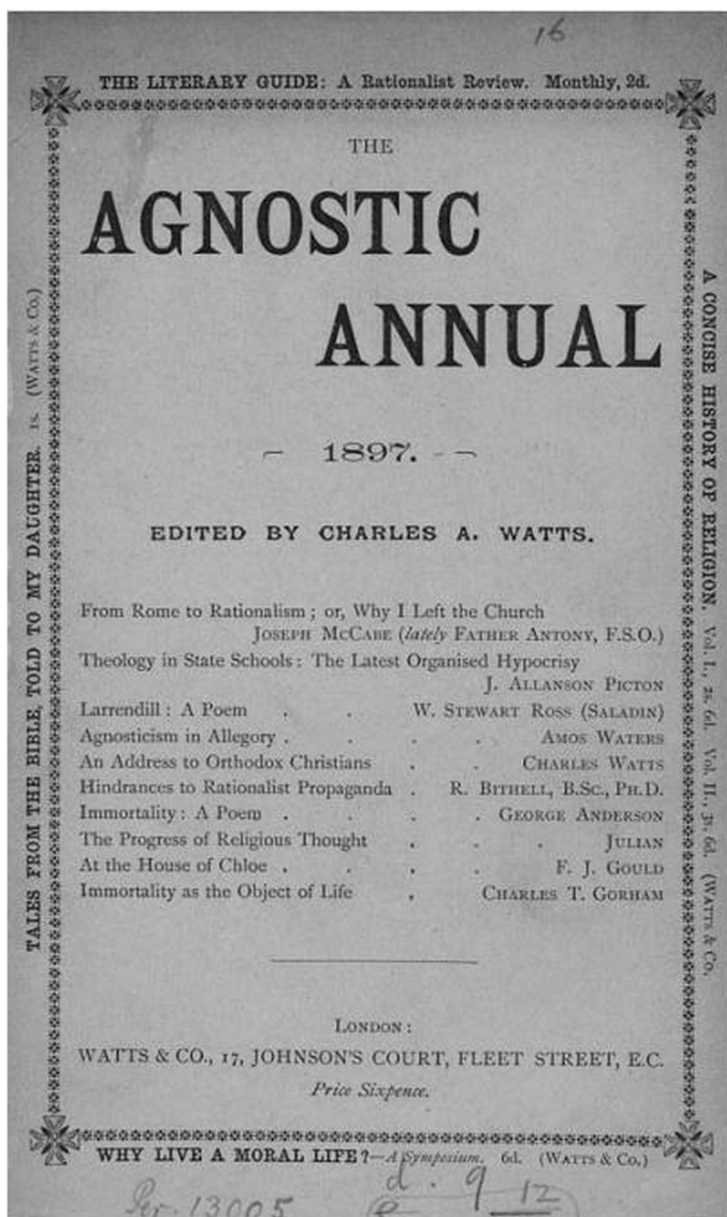 16
THE LITERARY GUIDE: A Rationalist Review. Monthly, 2d.
THE
AGNOSTIC
ANNUAL
1897.
EDITED BY CHARLES A. WATTS.
From Rome to Rationalism; or, Why I Left the Church
JOSEPH MCCABE (lately FATHER ANTONY, F.S.O.)
Theology in State Schools: The Latest Organised Hypocrisy
J. ALLANSON PICTON
Larrendill: A Poem . . W. STEWART ROSS (SALADIN)
Agnosticism in Allegory . . . . AMOS WATERS
An Address to Orthodox Christians . . CHARLES WATTS
Hindrances to Rationalist Propaganda . R. BITHELL, B.SC., PH.D.
Immortality: A Poem . . . . GEORGE ANDERSON
The Progress of Religious Thought . . . JULIAN
At the House of Chloe . . . . F. J. GOULD
Immortality as the Object of Life . CHARLES T. GORHAM
LONDON:
WATTS & CO., 17, JOHNSON'S COURT, FLEET STREET, E.C.
Price Sixpence.
WHY LIVE A MORAL LIFE?—A Symposium. 6d. (WATTS & CO.)
TALES FROM THE BIBLE, TOLD TO MY DAUGHTER. 1s. (WATTS & CO.)
A CONCISE HISTORY OF RELIGION. Vol. I., 2s. 6d. Vol. II., 3s. 6d. (WATTS & CO.
Per. 13005 d. 9
e 12